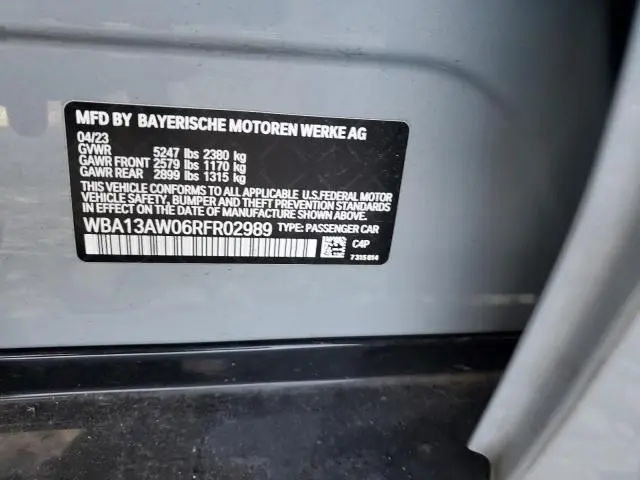 MFD BY BAYERISCHE MOTOREN WERKE AG
04/23
GVWR 5247 lbs 2380 kg
GAWR FRONT 2579 lbs 1170 kg
GAWR REAR 2899 lbs 1315 kg
THIS VEHICLE CONFORMS TO ALL APPLICABLE U.S.FEDERAL MOTOR
VEHICLE SAFETY, BUMPER AND THEFT PREVENTION STANDARDS
IN EFFECT ON THE DATE OF MANUFACTURE SHOWN ABOVE.
WBA13AW06RFR02989 TYPE: PASSENGER CAR
C4P
7315814